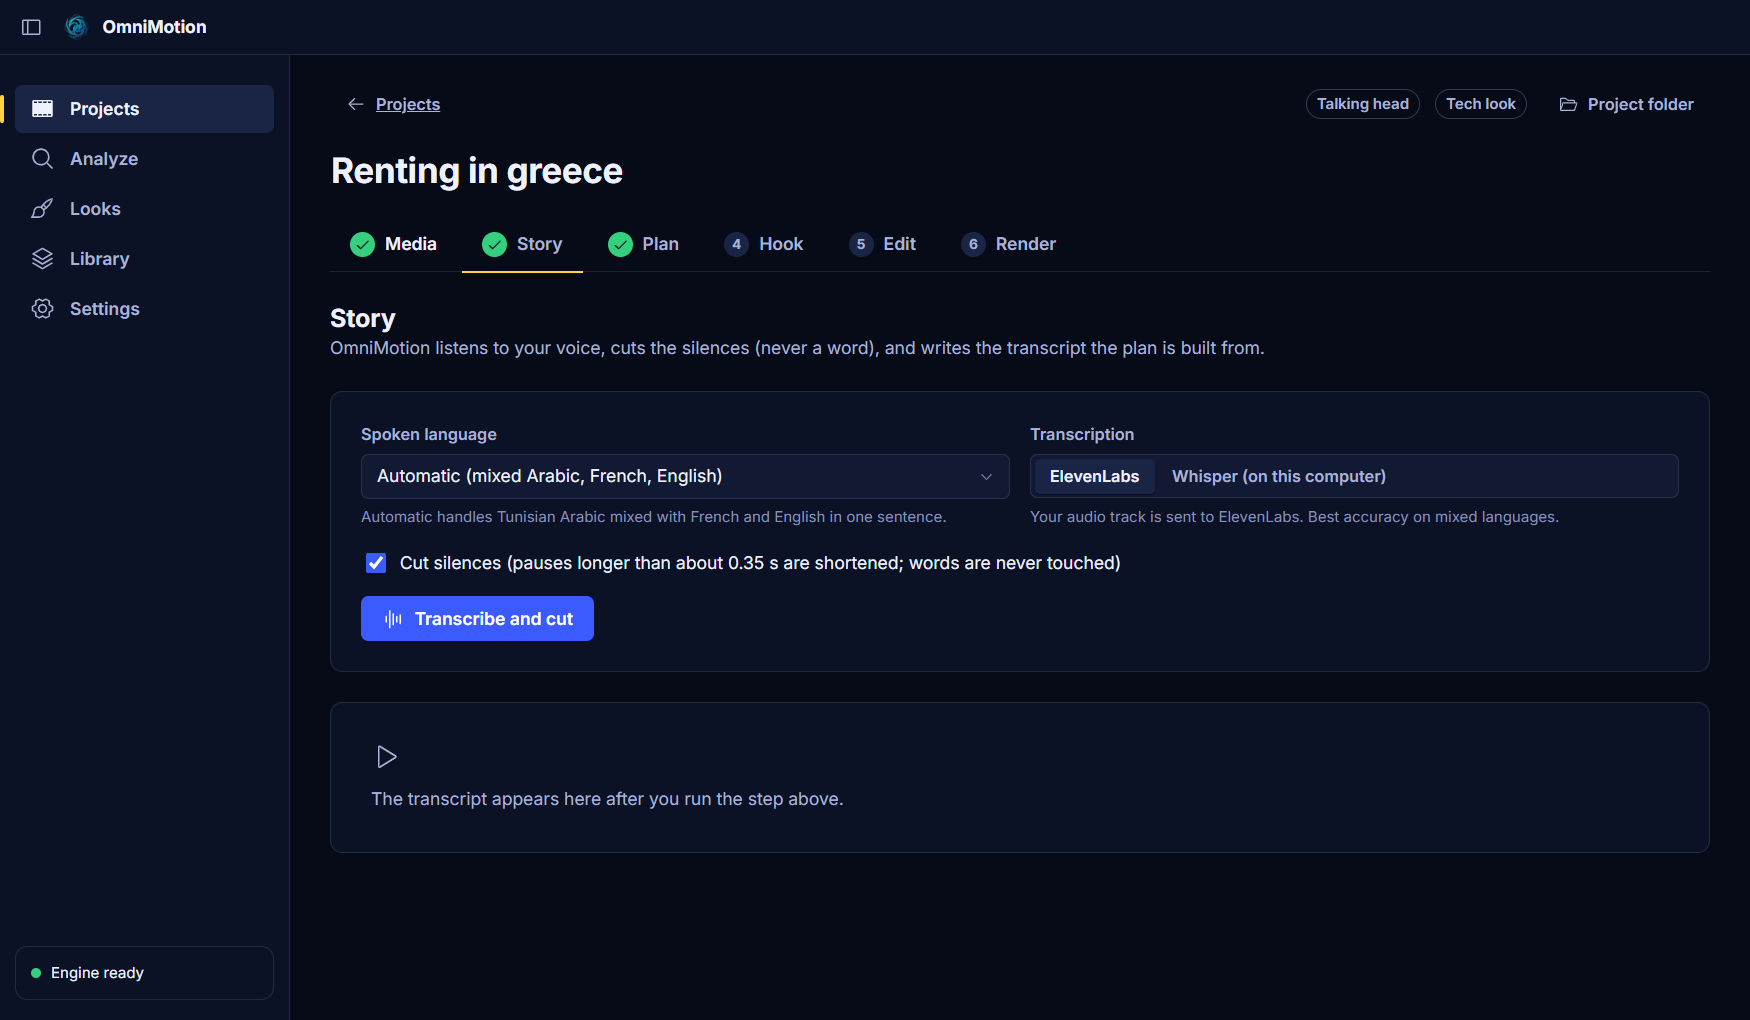 OmniMotion
Projects
Analyze
Looks
Library
Settings
Engine ready
Projects
Talking head
Tech look
Project folder
Renting in greece
Media
Story
Plan
4 Hook
5 Edit
6 Render
Story
OmniMotion listens to your voice, cuts the silences (never a word), and writes the transcript the plan is built from.
Spoken language
Automatic (mixed Arabic, French, English)
Automatic handles Tunisian Arabic mixed with French and English in one sentence.
Transcription
ElevenLabs
Whisper (on this computer)
Your audio track is sent to ElevenLabs. Best accuracy on mixed languages.
Cut silences (pauses longer than about 0.35 s are shortened; words are never touched)
Transcribe and cut
The transcript appears here after you run the step above.